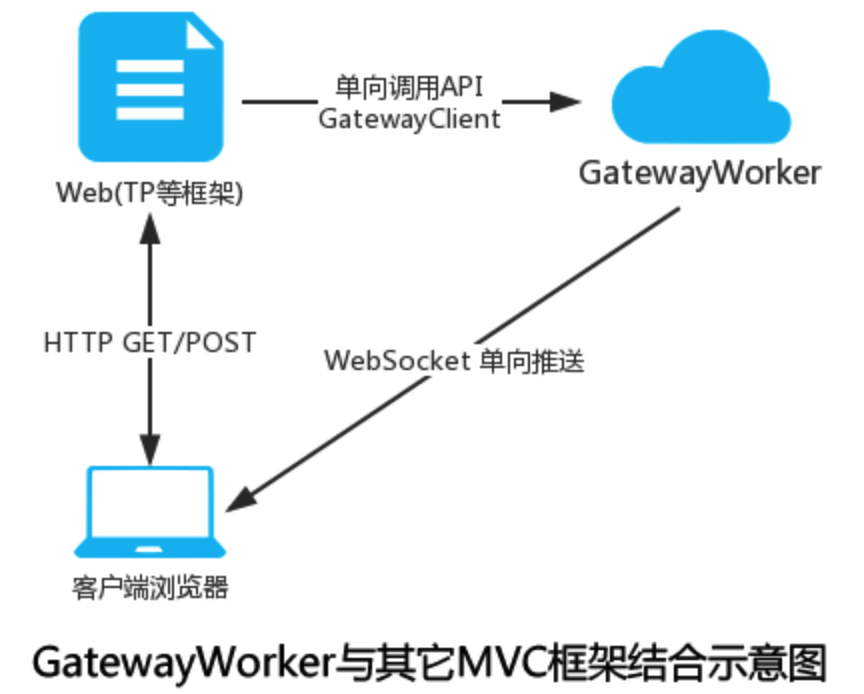 单向调用API
GatewayClient
Web(TP等框架)
GatewayWorker
HTTP GET/POST
WebSocket 单向推送
客户端浏览器
GatewayWorker与其它MVC框架结合示意图